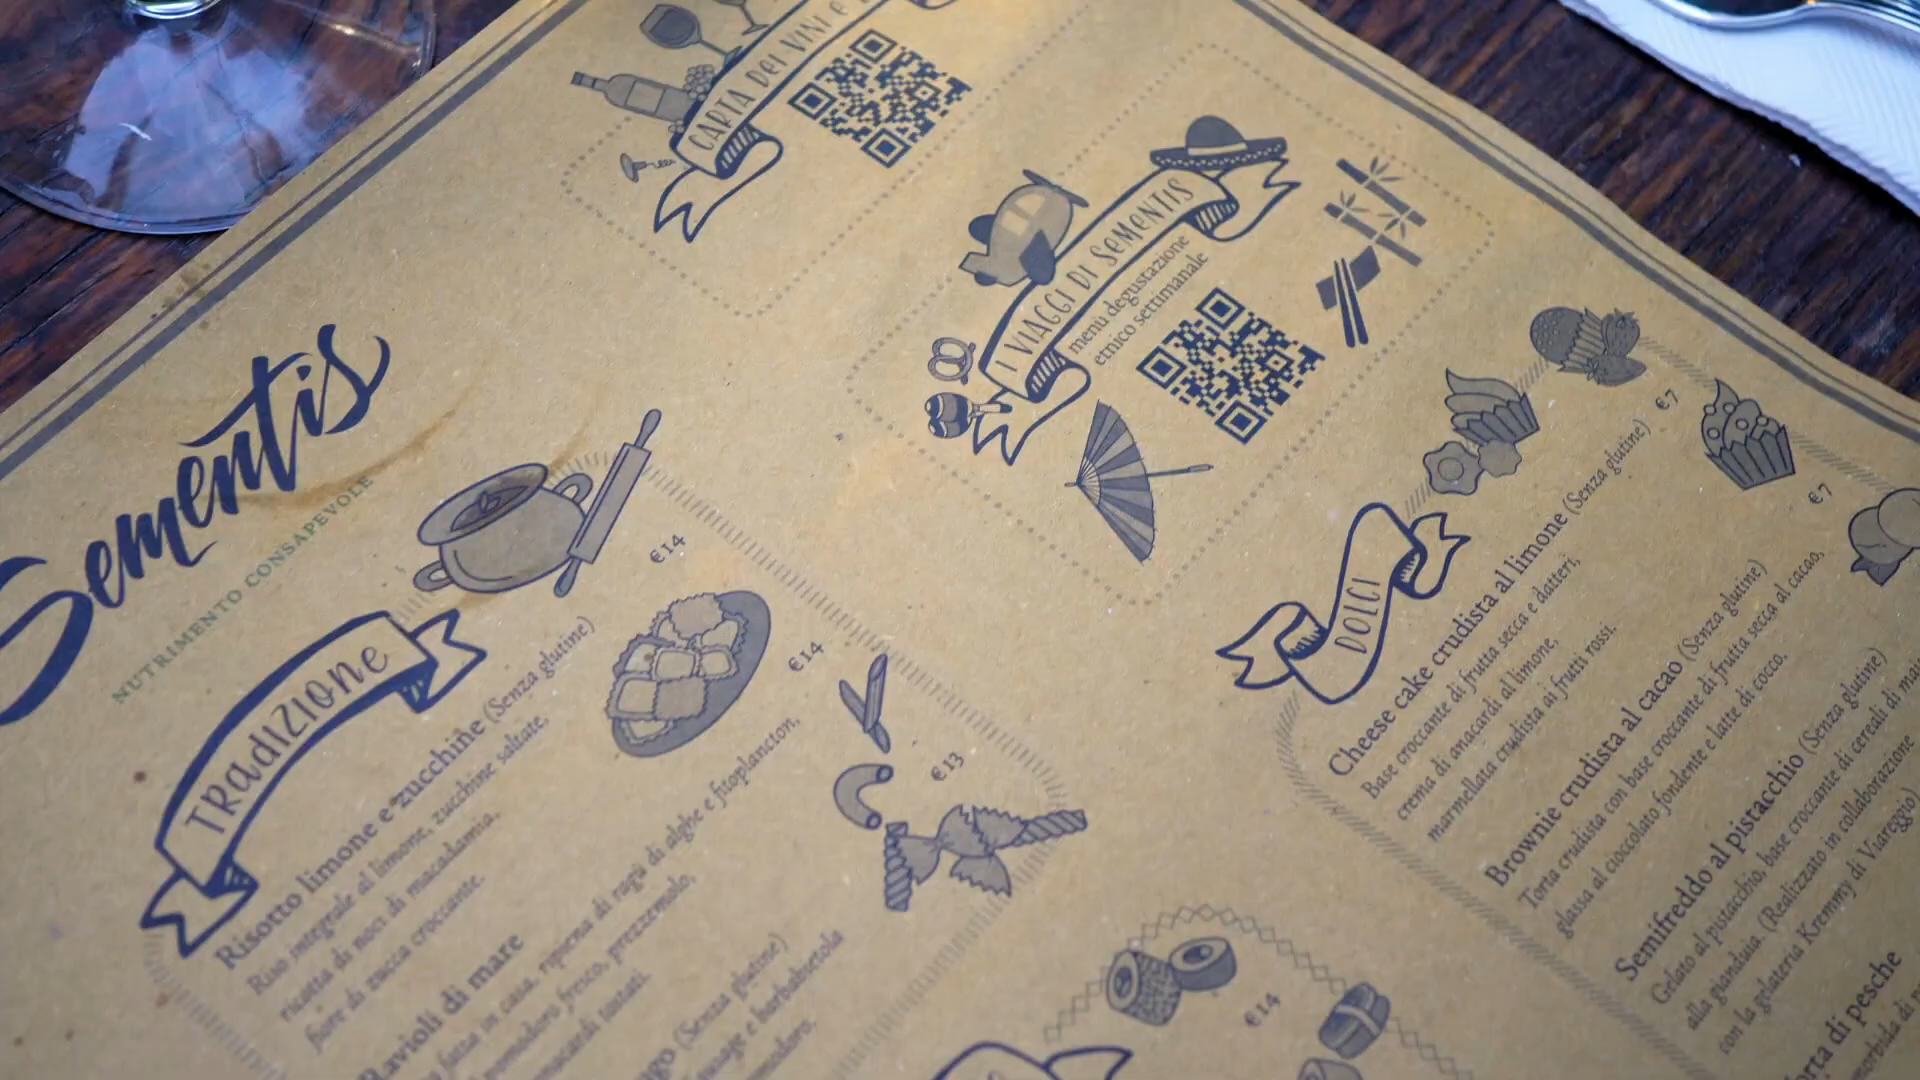 Sementis
NUTRIMENTO CONSAPEVOLE
CARTA DEI VINI e
I VIAGGI DI SEMENTIS
menù degustazione
etnico settimanale
TRADIZIONE
Risotto limone e zucchine (Senza glutine) €14
Riso integrale al limone, zucchine saltate,
ricotta di noci di macadamia,
fiore di zucca croccante.
Ravioli di mare €14
fatta in casa, ripiena di ragù di alghe e fitoplancton,
pomodoro fresco, prezzemolo,
anacardi tostati.
(Senza glutine) €13
e barbabietola
DOLCI
Cheese cake crudista al limone (Senza glutine) €7
Base croccante di frutta secca e datteri,
crema di anacardi al limone,
marmellata crudista ai frutti rossi.
Brownie crudista al cacao (Senza glutine) €7
Torta crudista con base croccante di frutta secca al cacao,
glassa al cioccolato fondente e latte di cocco.
Semifreddo al pistacchio (Senza glutine)
Gelato al pistacchio, base croccante di cereali di
alla gianduia. (Realizzato in collaborazione
con la gelateria Kremmy di Viareggio)
di pesche
€14